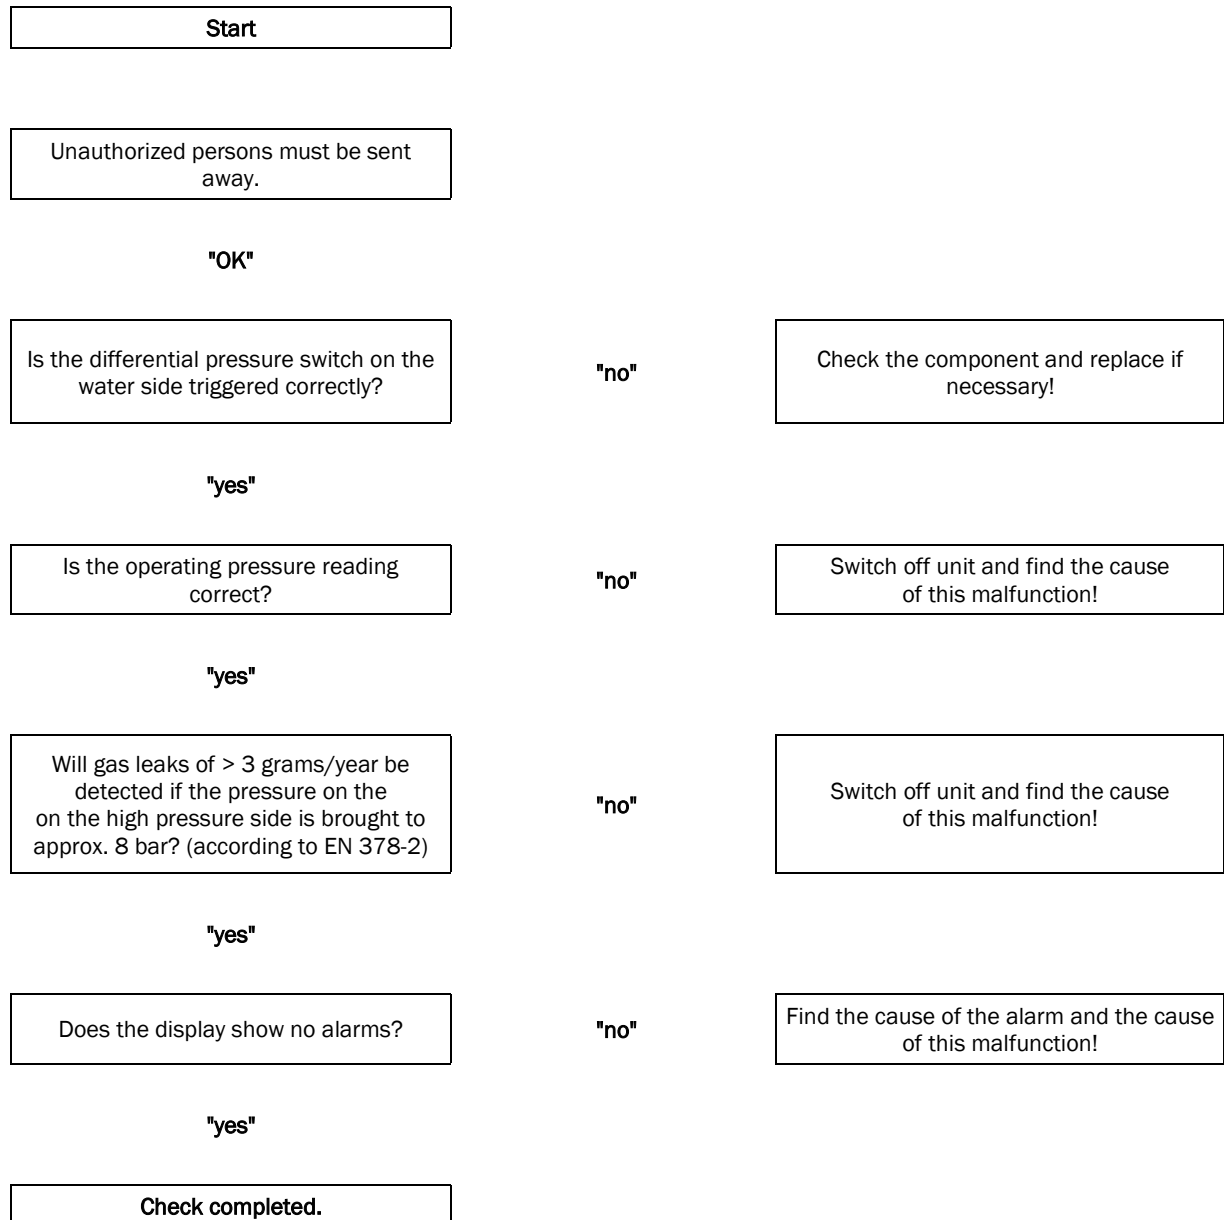 Start
Unauthorized persons must be sent
away.
"OK"
Is the differential pressure switch on the
water side triggered correctly?
"no"
Check the component and replace if
necessary!
"yes"
Is the operating pressure reading
correct?
"no"
Switch off unit and find the cause
of this malfunction!
"yes"
Will gas leaks of > 3 grams/year be
detected if the pressure on the
on the high pressure side is brought to
approx. 8 bar? (according to EN 378-2)
"no"
Switch off unit and find the cause
of this malfunction!
"yes"
Does the display show no alarms?
"no"
Find the cause of the alarm and the cause
of this malfunction!
"yes"
Check completed.